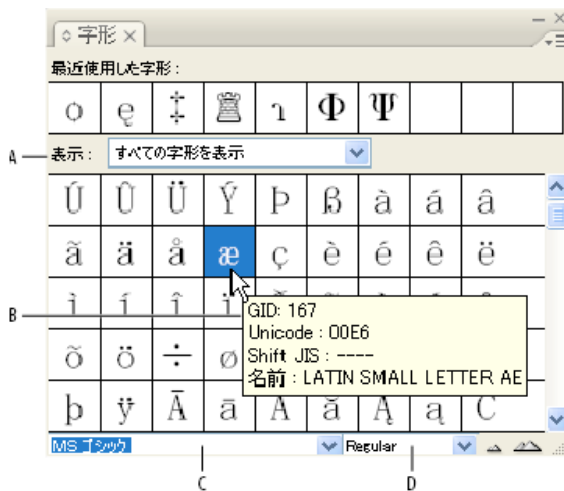 字形
最近使用した字形：
o ę ‡ ɿ Φ Ψ
A 表示： すべての字形を表示
Ú Û Ü Ý Þ ß à á â
ã ä å æ ç è é ê ë
B ì í î ï
GID: 167
Unicode : 00E6
Shift JIS : ----
名前 : LATIN SMALL LETTER AE
õ ö ÷ ø
þ ÿ Ā ā Ă ă Ą ą
MS ゴシック Regular
C D